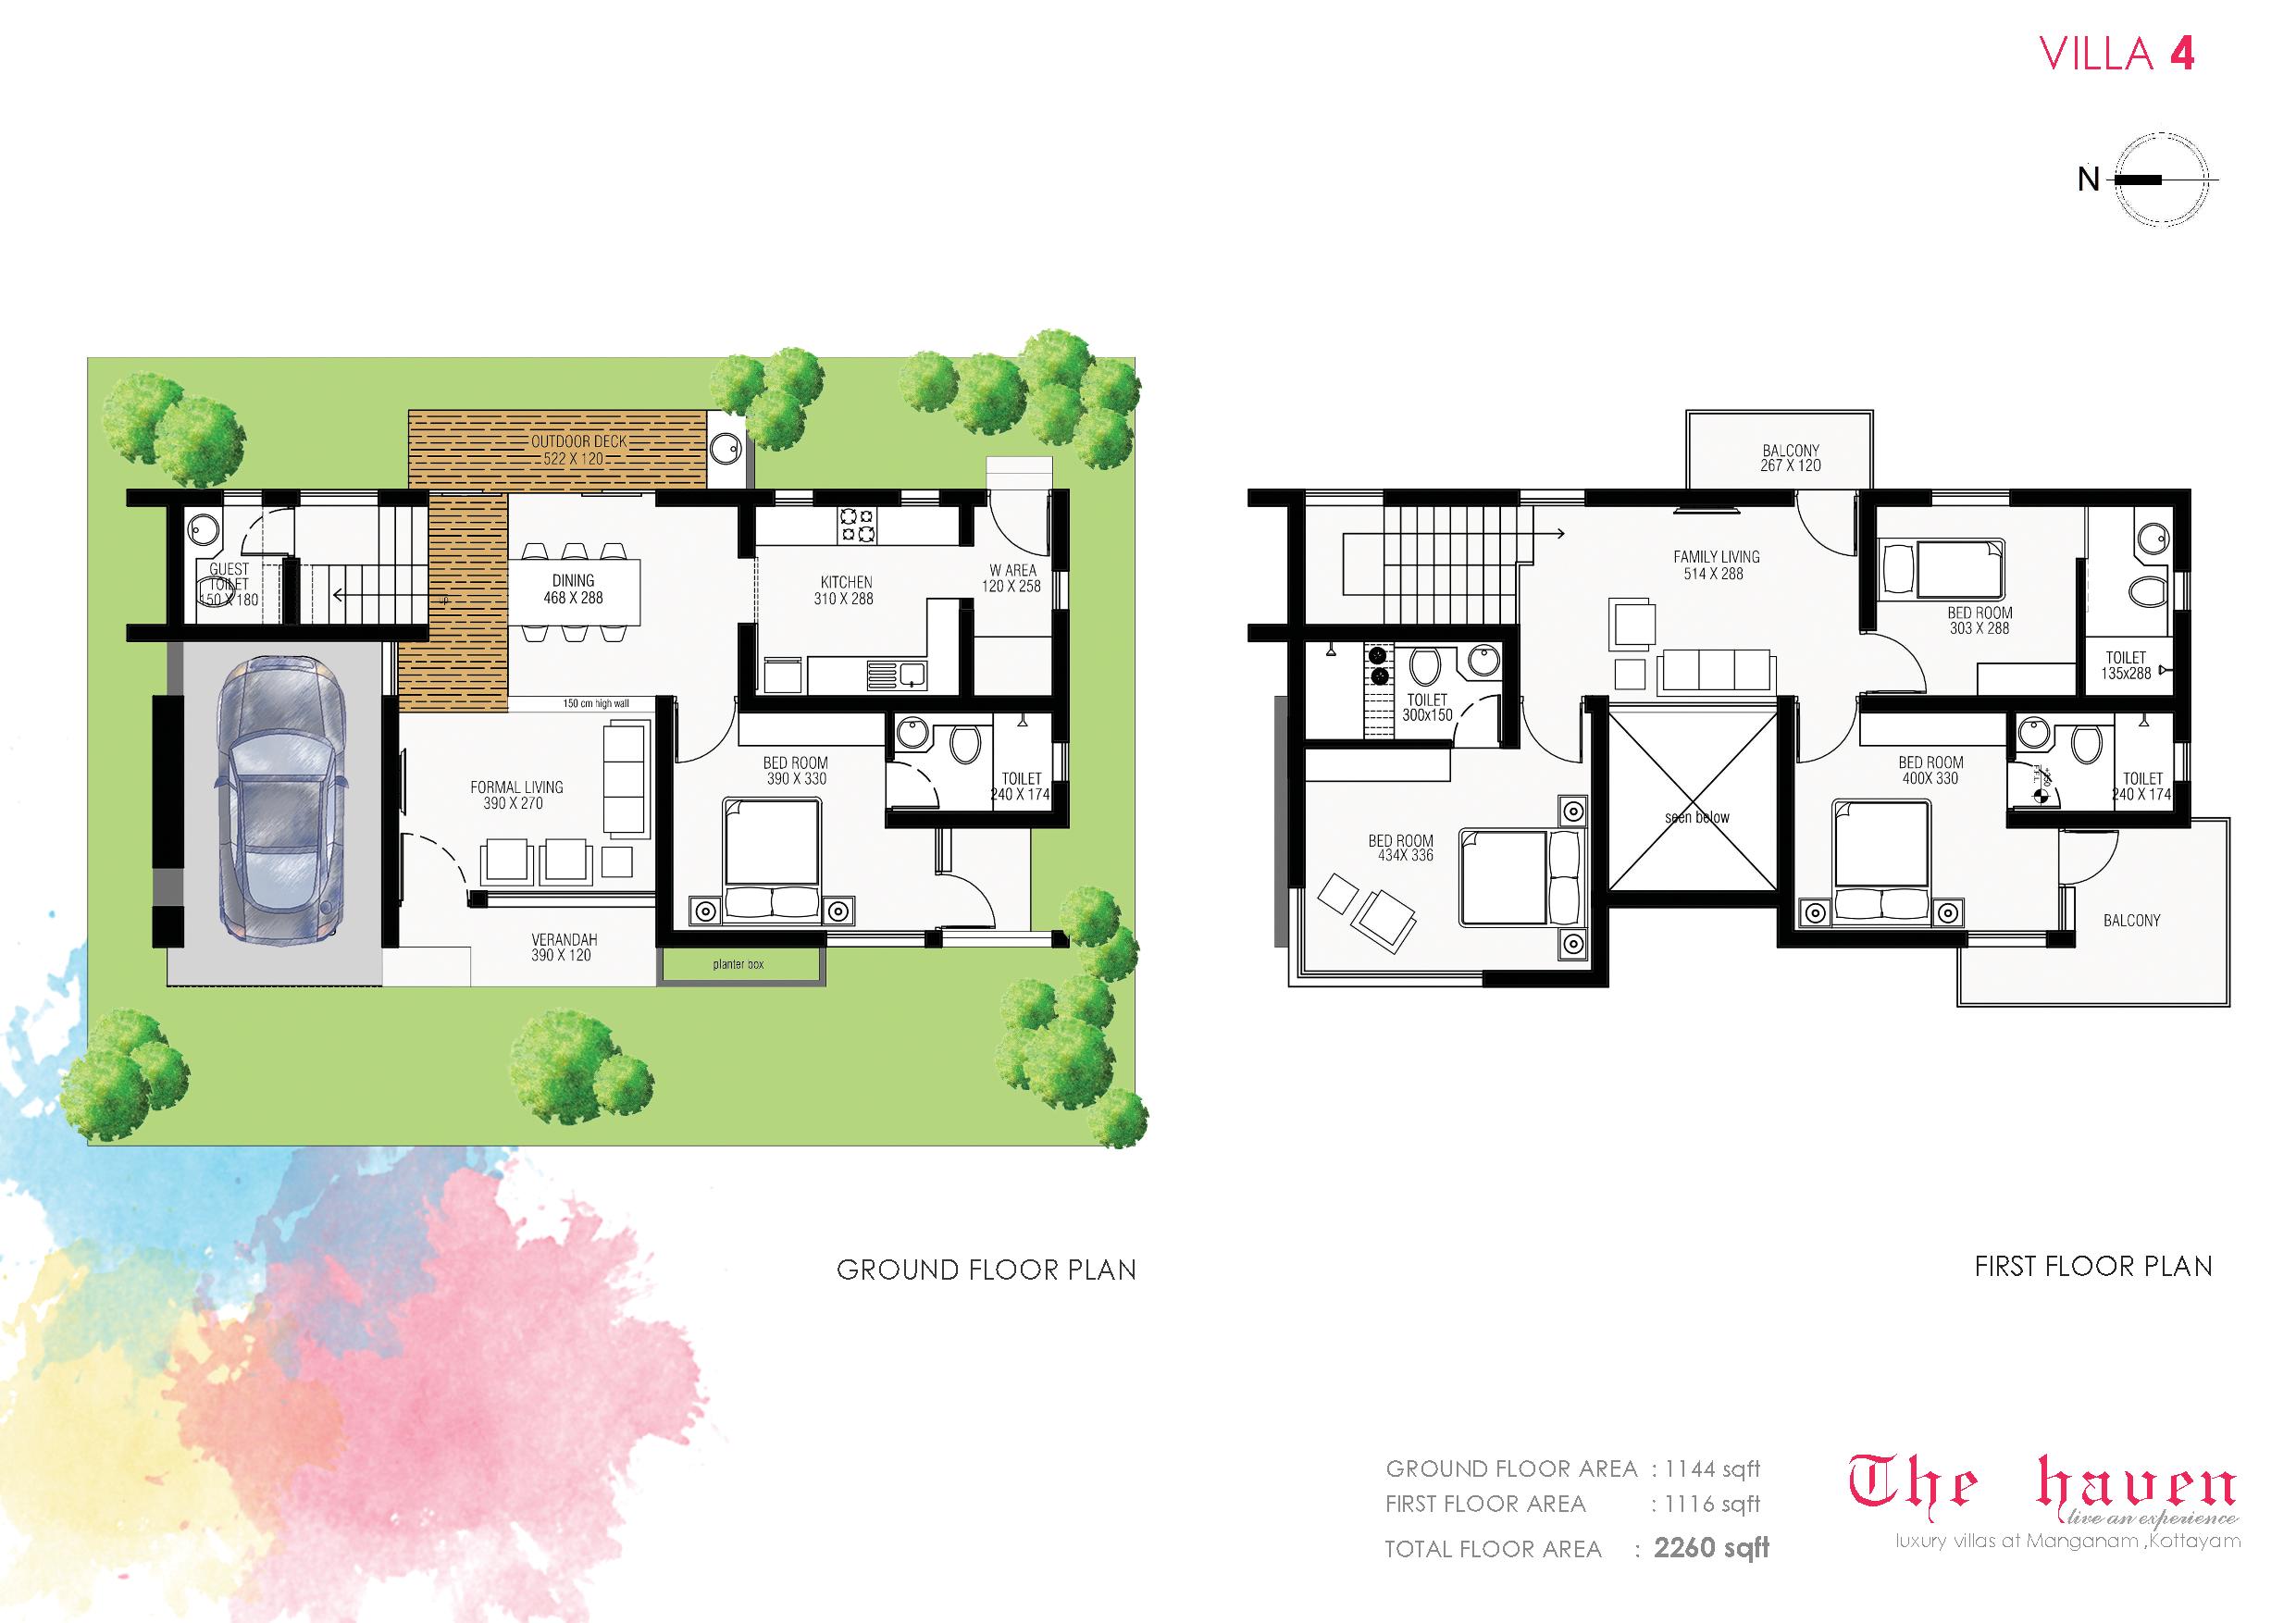 VILLA 4
N
OUTDOOR DECK
522 X 120
GUEST
TOILET
150 X 180
up
DINING
468 X 288
KITCHEN
310 X 288
W AREA
120 X 258
150 cm high wall
FORMAL LIVING
390 X 270
BED ROOM
390 X 330
TOILET
240 X 174
VERANDAH
390 X 120
planter box
GROUND FLOOR PLAN
BALCONY
267 X 120
FAMILY LIVING
514 X 288
BED ROOM
303 X 288
TOILET
135x288
TOILET
300x150
BED ROOM
434X 336
seen below
BED ROOM
400X 330
TOILET
240 X 174
BALCONY
FIRST FLOOR PLAN
GROUND FLOOR AREA : 1144 sqft
FIRST FLOOR AREA : 1116 sqft
TOTAL FLOOR AREA : 2260 sqft
The haven
live an experience
luxury villas at Manganam ,Kottayam